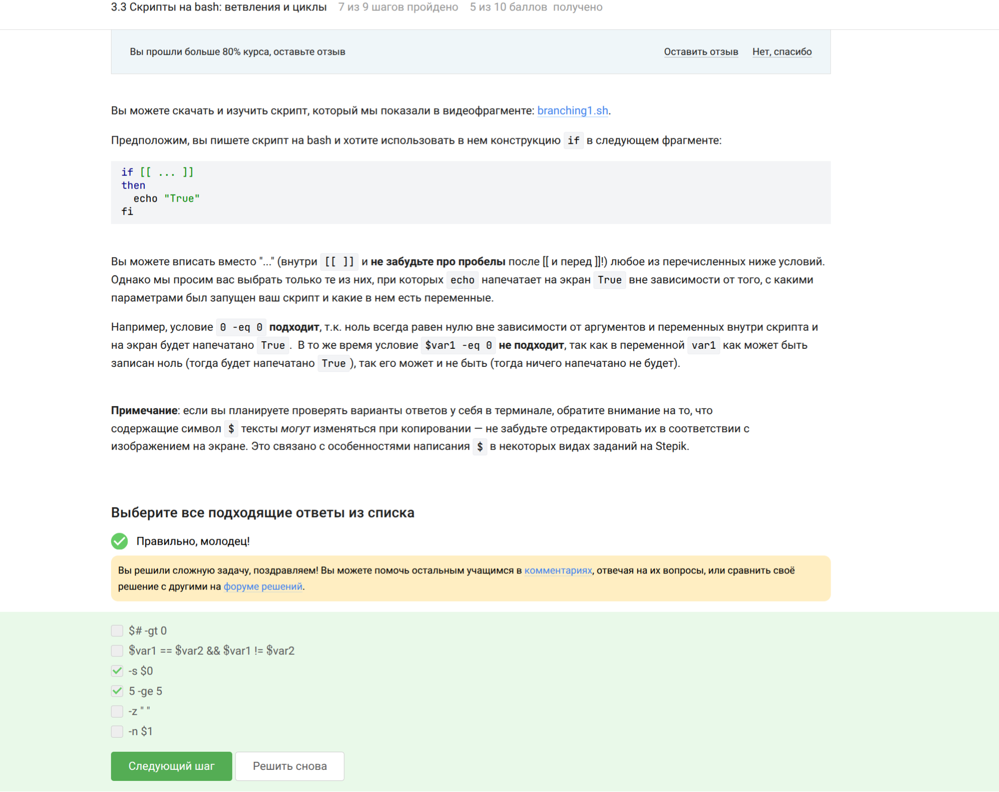 3.3 Скрипты на bash: ветвления и циклы 7 из 9 шагов пройдено 5 из 10 баллов получено
Вы прошли больше 80% курса, оставьте отзыв Оставить отзыв Нет, спасибо
Вы можете скачать и изучить скрипт, который мы показали в видеофрагменте: branching1.sh.
Предположим, вы пишете скрипт на bash и хотите использовать в нем конструкцию if в следующем фрагменте:
if [[ ... ]]
then
  echo "True"
fi
Вы можете вписать вместо "..." (внутри [[ ]] и не забудьте про пробелы после [[ и перед ]]!) любое из перечисленных ниже условий.
Однако мы просим вас выбрать только те из них, при которых echo напечатает на экран True вне зависимости от того, с какими
параметрами был запущен ваш скрипт и какие в нем есть переменные.
Например, условие 0 -eq 0 подходит, т.к. ноль всегда равен нулю вне зависимости от аргументов и переменных внутри скрипта и
на экран будет напечатано True. В то же время условие $var1 -eq 0 не подходит, так как в переменной var1 как может быть
записан ноль (тогда будет напечатано True), так его может и не быть (тогда ничего напечатано не будет).
Примечание: если вы планируете проверять варианты ответов у себя в терминале, обратите внимание на то, что
содержащие символ $ тексты могут изменяться при копировании — не забудьте отредактировать их в соответствии с
изображением на экране. Это связано с особенностями написания $ в некоторых видах заданий на Stepik.
Выберите все подходящие ответы из списка
Правильно, молодец!
Вы решили сложную задачу, поздравляем! Вы можете помочь остальным учащимся в комментариях, отвечая на их вопросы, или сравнить своё
решение с другими на форуме решений.
$# -gt 0
$var1 == $var2 && $var1 != $var2
-s $0
5 -ge 5
-z " "
-n $1
Следующий шаг Решить снова